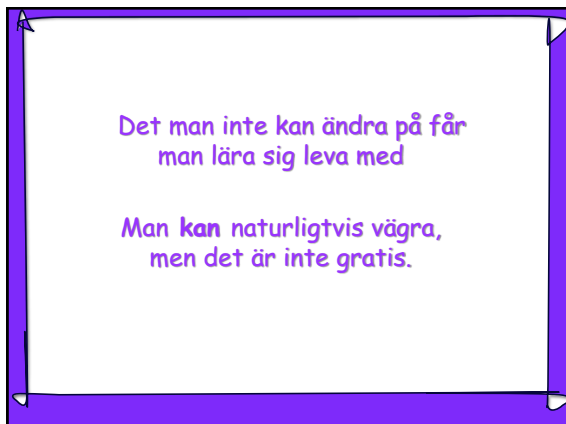 Det man inte kan ändra på får
man lära sig leva med
Man kan naturligtvis vägra,
men det är inte gratis.